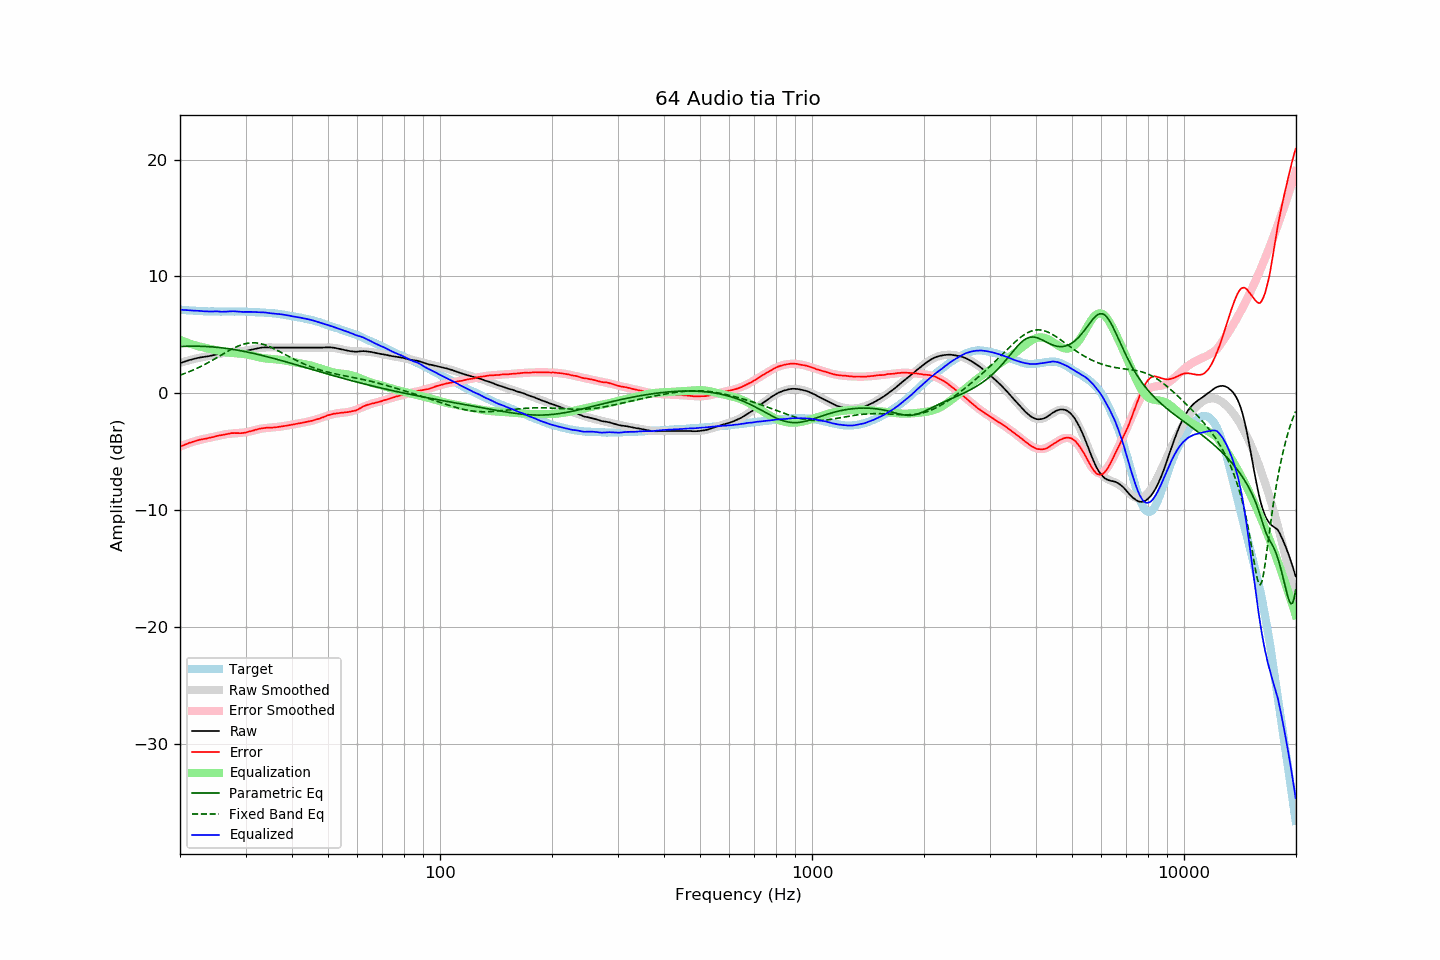 64 Audio tia Trio
20
10
0
−10
−20
−30
Amplitude (dBr)
Target
Raw Smoothed
Error Smoothed
Raw
Error
Equalization
Parametric Eq
Fixed Band Eq
Equalized
100
1000
10000
Frequency (Hz)